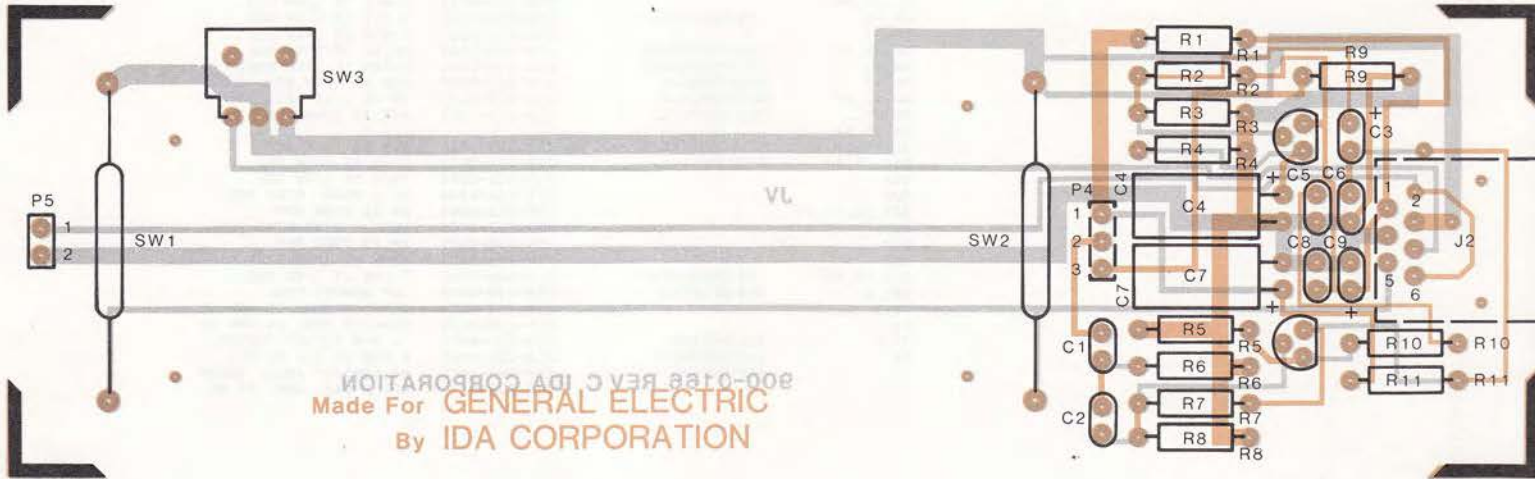 R1
R1
R9
R2
R2
R9
SW3
R3
R3
C3
+
R4
R4
C5
C6
P5
P4
C4
+
1
2
1
1
C4
SW1
SW2
2
J2
2
C8
C9
3
C7
C7
5
6
+
+
R5
R5
C1
R10
R10
R6
R6
R11
R11
900-0166 REV C IDA CORPORATION
Made For GENERAL ELECTRIC
C2
R7
R7
By IDA CORPORATION
R8
R8